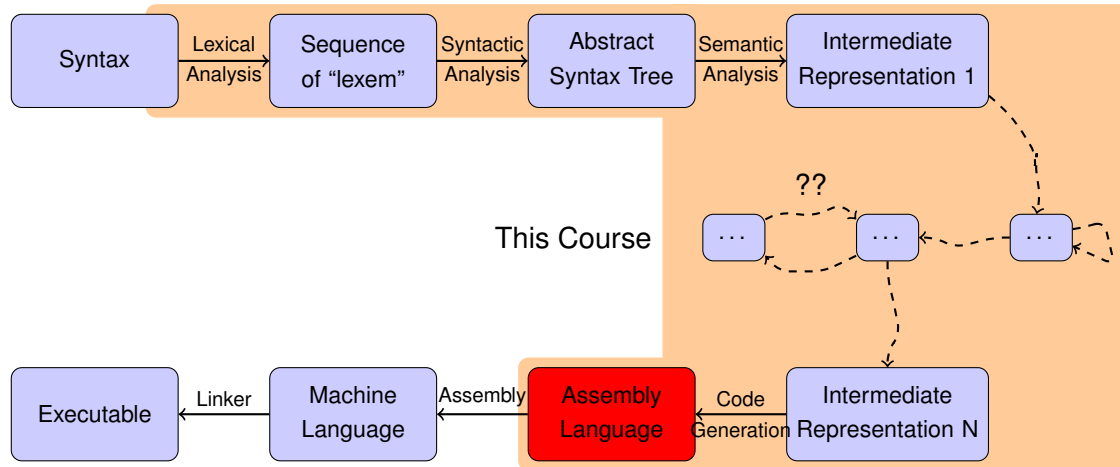 Syntax
Lexical
Analysis
Sequence
of “lexem”
Syntactic
Analysis
Abstract
Syntax Tree
Semantic
Analysis
Intermediate
Representation 1
??
· · ·
· · ·
· · ·
This Course
Executable
Linker
Machine
Language
Assembly
Assembly
Language
Code
Generation
Intermediate
Representation N